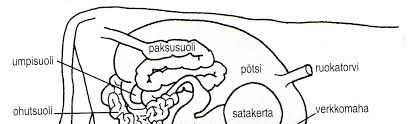 paksusuoli
umpisuoli
pötsi
ruokatorvi
ohutsuoli
satakerta
verkkomaha